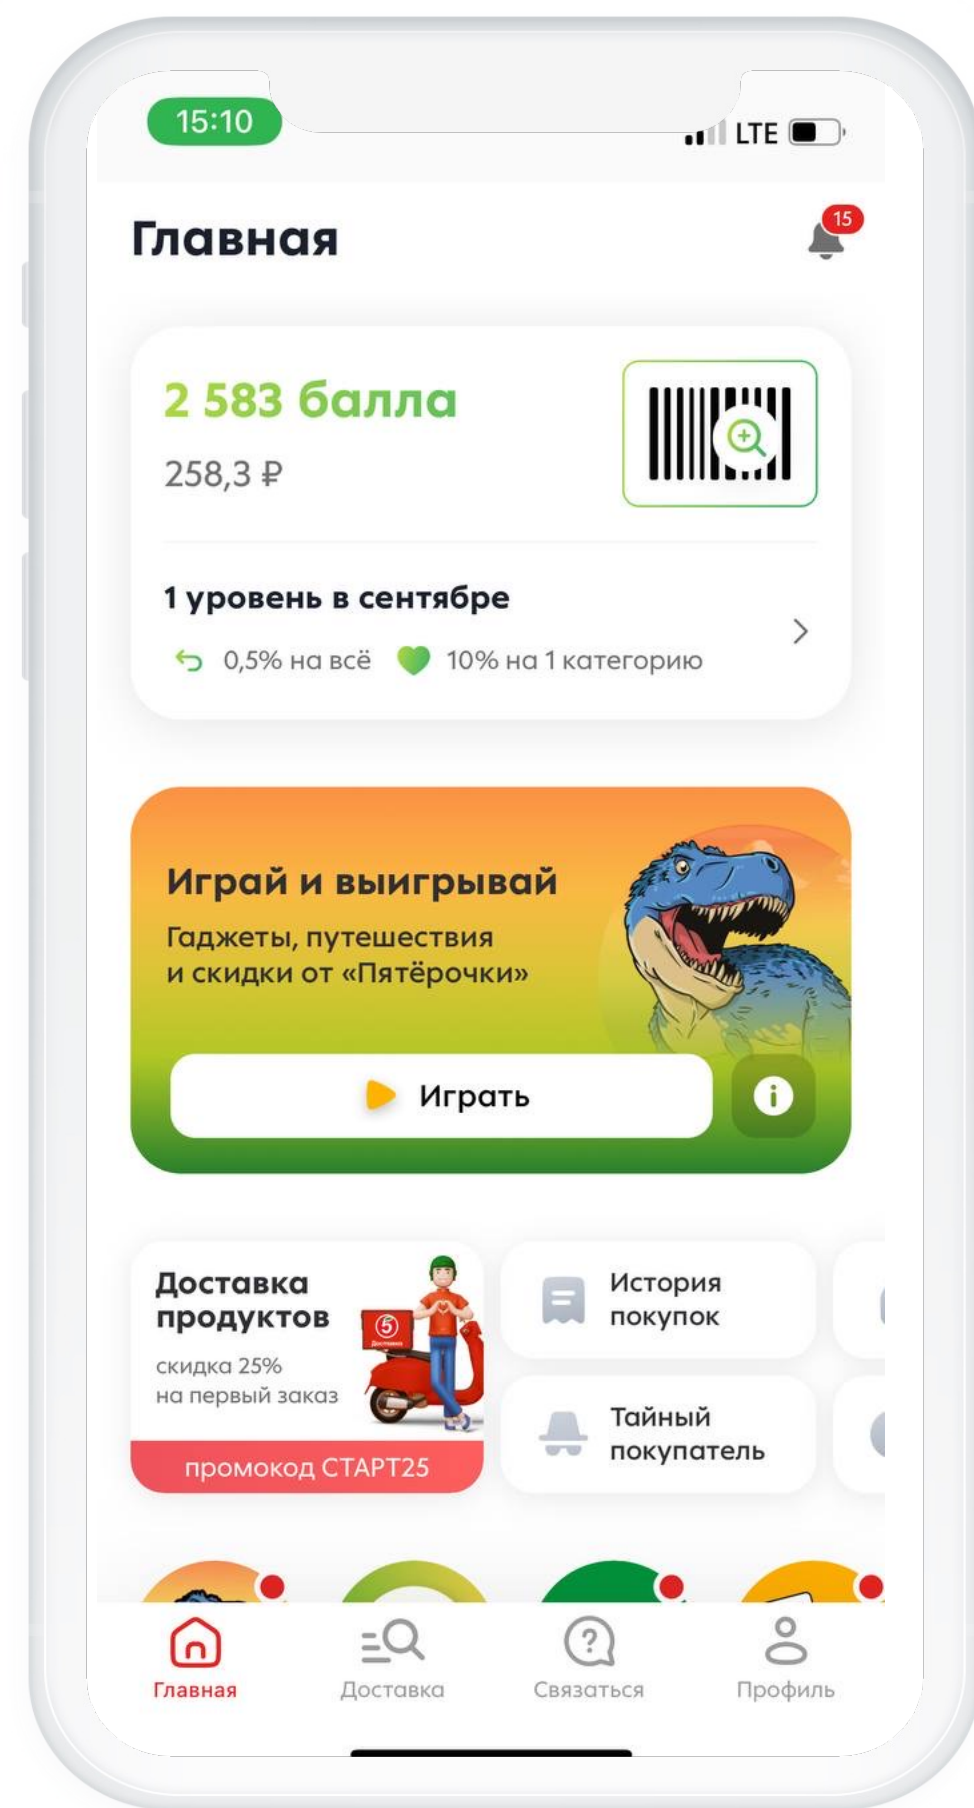 15:10
LTE
Главная
15
2 583 балла
258,3 ₽
1 уровень в сентябре
0,5% на всё 10% на 1 категорию
Играй и выигрывай
Гаджеты, путешествия
и скидки от «Пятёрочки»
Играть
Доставка
продуктов
скидка 25%
на первый заказ
5
Доставка
промокод СТАРТ25
История
покупок
Тайный
покупатель
Главная
Доставка
Связаться
Профиль